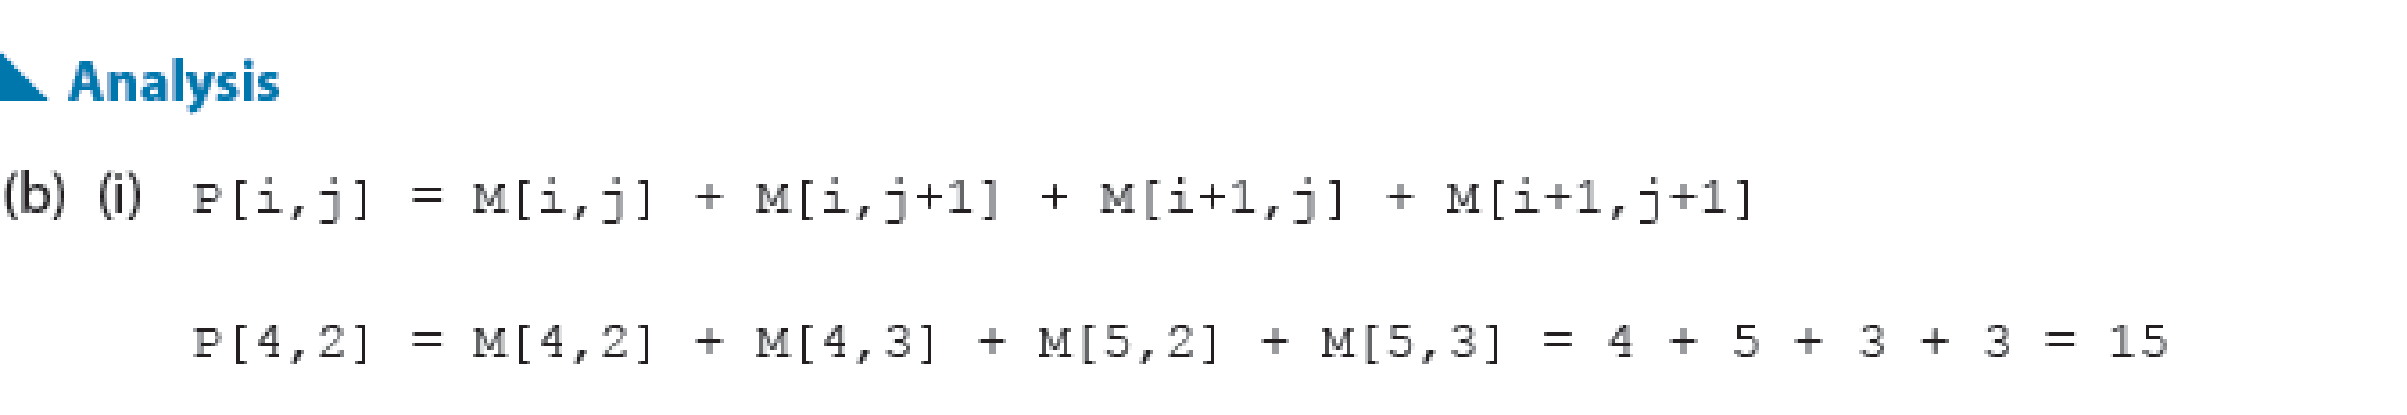 Analysis
(b) (i) P[i,j] = M[i,j] + M[i,j+1] + M[i+1,j] + M[i+1,j+1]
P[4,2] = M[4,2] + M[4,3] + M[5,2] + M[5,3] = 4 + 5 + 3 + 3 = 15